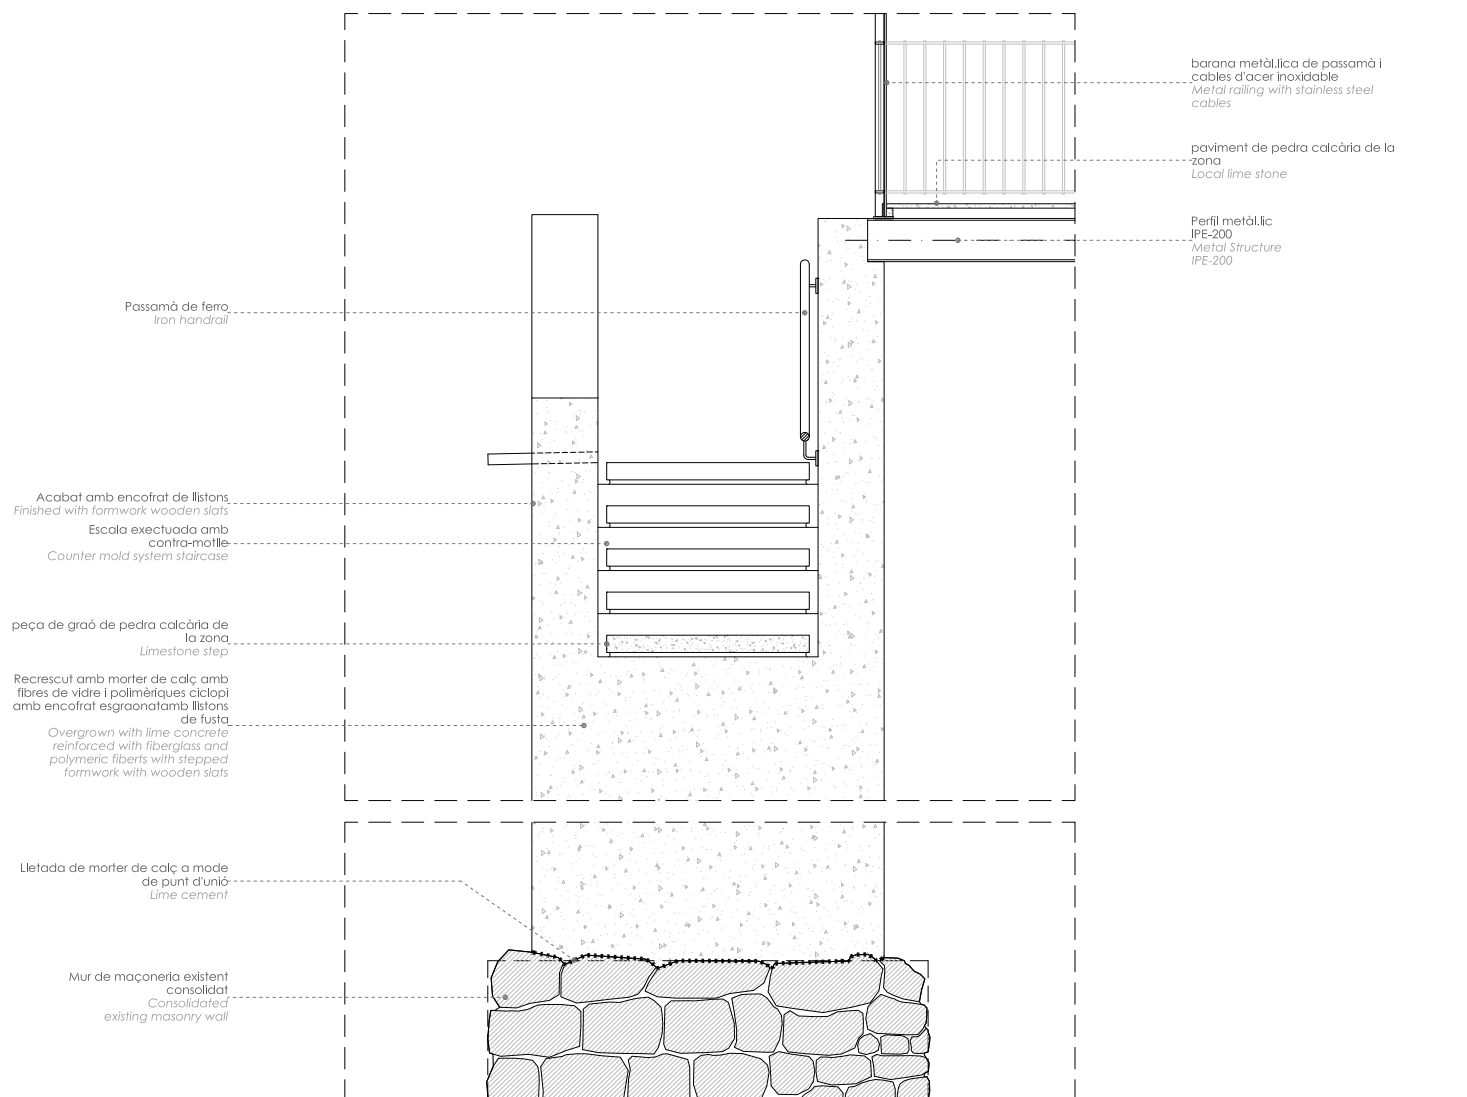 barana metàl.lica de passamà i
cables d'acer inoxidable
Metal railing with stainless steel
cables
paviment de pedra calcària de la
zona
Local lime stone
Perfil metàl.lic
IPE-200
Metal Structure
IPE-200
Passamà de ferro
Iron handrail
Acabat amb encofrat de llistons
Finished with formwork wooden slats
Escala exectuada amb
contra-motlle
Counter mold system staircase
peça de graó de pedra calcària de
la zona
Limestone step
Recrescut amb morter de calç amb
fibres de vidre i polimèriques ciclopi
amb encofrat esgraonatamb llistons
de fusta
Overgrown with lime concrete
reinforced with fiberglass and
polymeric fiberts with stepped
formwork with wooden slats
Lletada de morter de calç a mode
de punt d'unió
Lime cement
Mur de maçoneria existent
consolidat
Consolidated
existing masonry wall